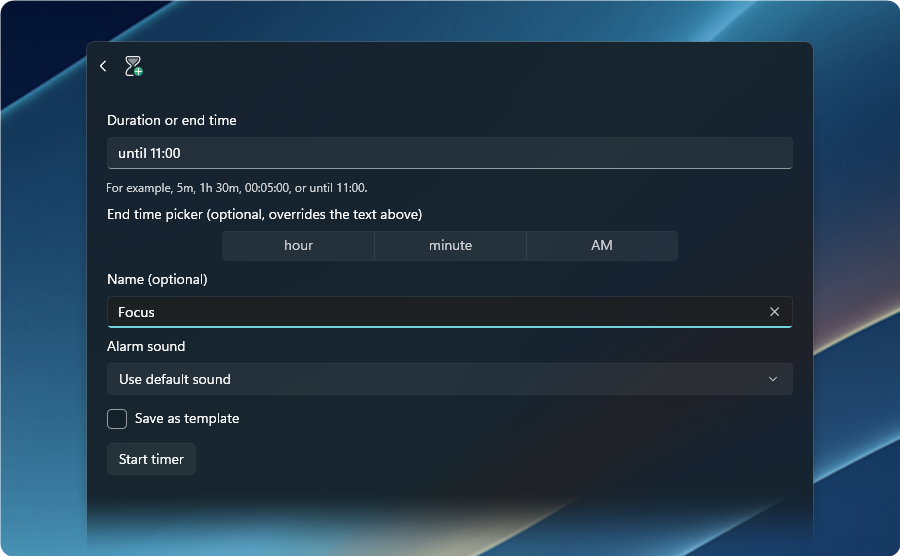 Duration or end time
until 11:00
For example, 5m, 1h 30m, 00:05:00, or until 11:00.
End time picker (optional, overrides the text above)
hour minute AM
Name (optional)
Focus
Alarm sound
Use default sound
Save as template
Start timer